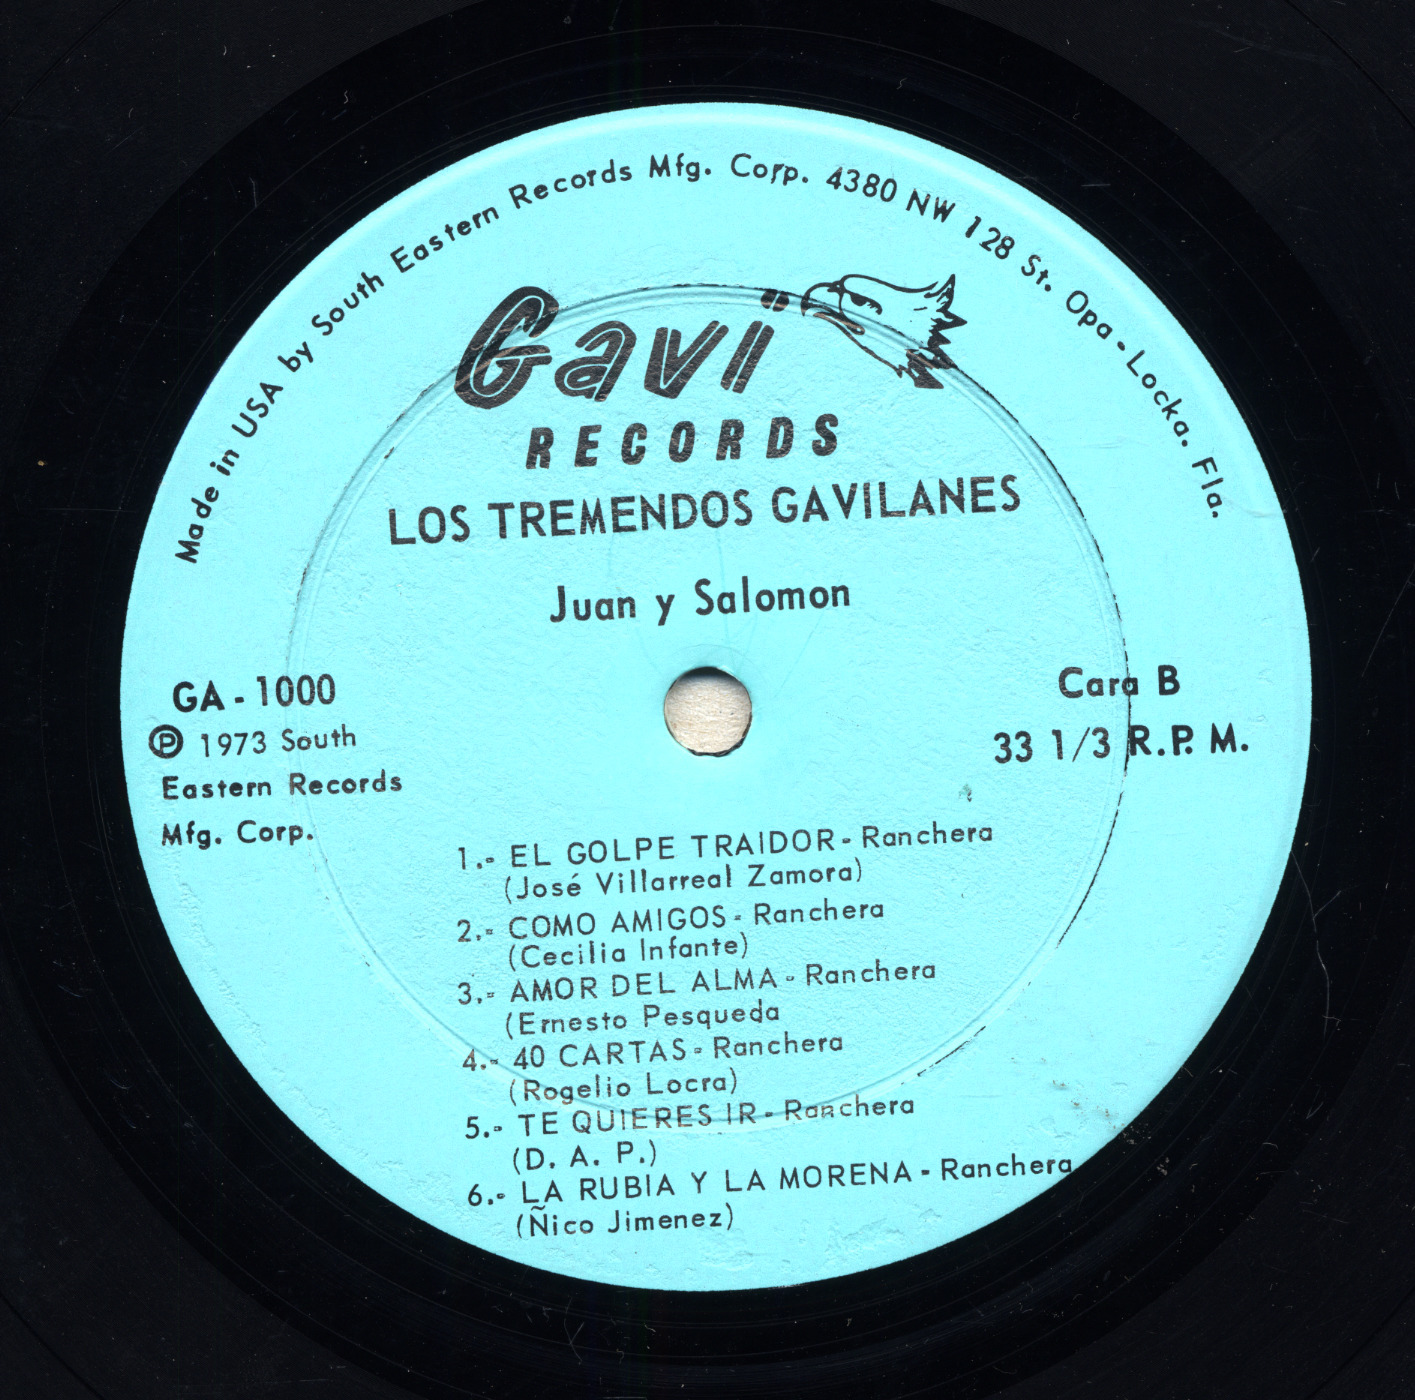 Made in USA by South Eastern Records Mfg. Corp. 4380 NW 128 St. Opa-Locka. Fla.
Gavi
RECORDS
LOS TREMENDOS GAVILANES
Juan y Salomon
GA-1000
℗ 1973 South
Eastern Records
Mfg. Corp.
Cara B
33 1/3 R.P. M.
1.- EL GOLPE TRAIDOR - Ranchera
(José Villarreal Zamora)
2.- COMO AMIGOS - Ranchera
(Cecilia Infante)
3.- AMOR DEL ALMA - Ranchera
(Ernesto Pesqueda
4.- 40 CARTAS - Ranchera
(Rogelio Locra)
5.- TE QUIERES IR - Ranchera
(D. A. P.)
6.- LA RUBIA Y LA MORENA - Ranchera
(Ñico Jimenez)